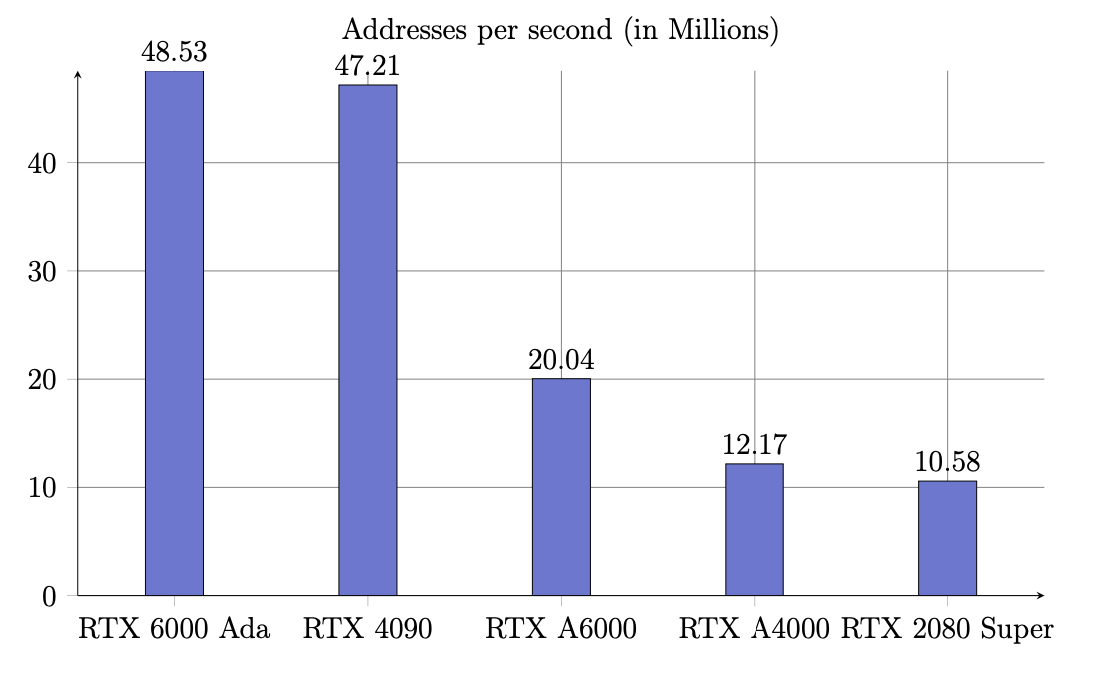 Addresses per second (in Millions)
48.53
47.21
40
30
20.04
20
12.17
10.58
10
0
RTX 6000 Ada
RTX 4090
RTX A6000
RTX A4000
RTX 2080 Super